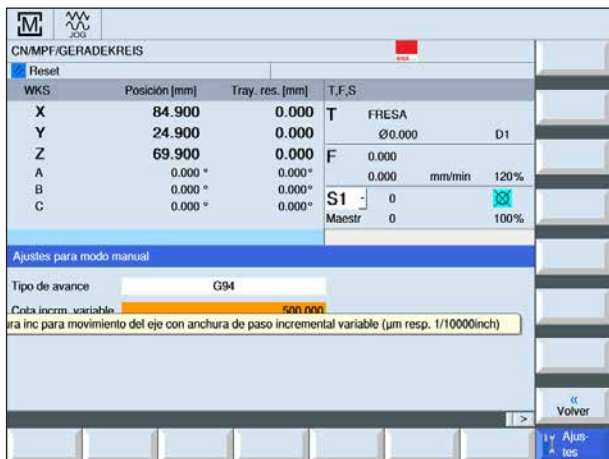 M JOG
CN/MPF/GERADEKREIS
Reset
WKS Posición [mm] Tray. res. [mm] T,F,S
X 84.900 0.000 T FRESA
Y 24.900 0.000 Ø0.000 D1
Z 69.900 0.000 F 0.000
A 0.000 ° 0.000° 0.000 mm/min 120%
B 0.000 ° 0.000° S1 0
C 0.000 ° 0.000° Maestr 0 100%
Ajustes para modo manual
Tipo de avance G94
Cota incrm. variable 500.000
ura inc para movimiento del eje con anchura de paso incremental variable (µm resp. 1/10000inch)
«
Volver
>
Ajus-
tes